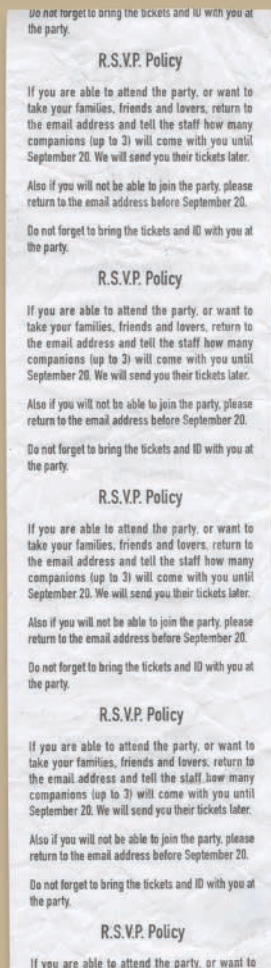 Do not forget to bring the tickets and ID with you at
the party.
R.S.V.P. Policy
If you are able to attend the party, or want to
take your families, friends and lovers, return to
the email address and tell the staff how many
companions (up to 3) will come with you until
September 20. We will send you their tickets later.
Also if you will not be able to join the party, please
return to the email address before September 20.
Do not forget to bring the tickets and ID with you at
the party.
R.S.V.P. Policy
If you are able to attend the party, or want to
take your families, friends and lovers, return to
the email address and tell the staff how many
companions (up to 3) will come with you until
September 20. We will send you their tickets later.
Also if you will not be able to join the party, please
return to the email address before September 20.
Do not forget to bring the tickets and ID with you at
the party.
R.S.V.P. Policy
If you are able to attend the party, or want to
take your families, friends and lovers, return to
the email address and tell the staff how many
companions (up to 3) will come with you until
September 20. We will send you their tickets later.
Also if you will not be able to join the party, please
return to the email address before September 20.
Do not forget to bring the tickets and ID with you at
the party.
R.S.V.P. Policy
If you are able to attend the party, or want to
take your families, friends and lovers, return to
the email address and tell the staff how many
companions (up to 3) will come with you until
September 20. We will send you their tickets later.
Also if you will not be able to join the party, please
return to the email address before September 20.
Do not forget to bring the tickets and ID with you at
the party.
R.S.V.P. Policy
If you are able to attend the party, or want to